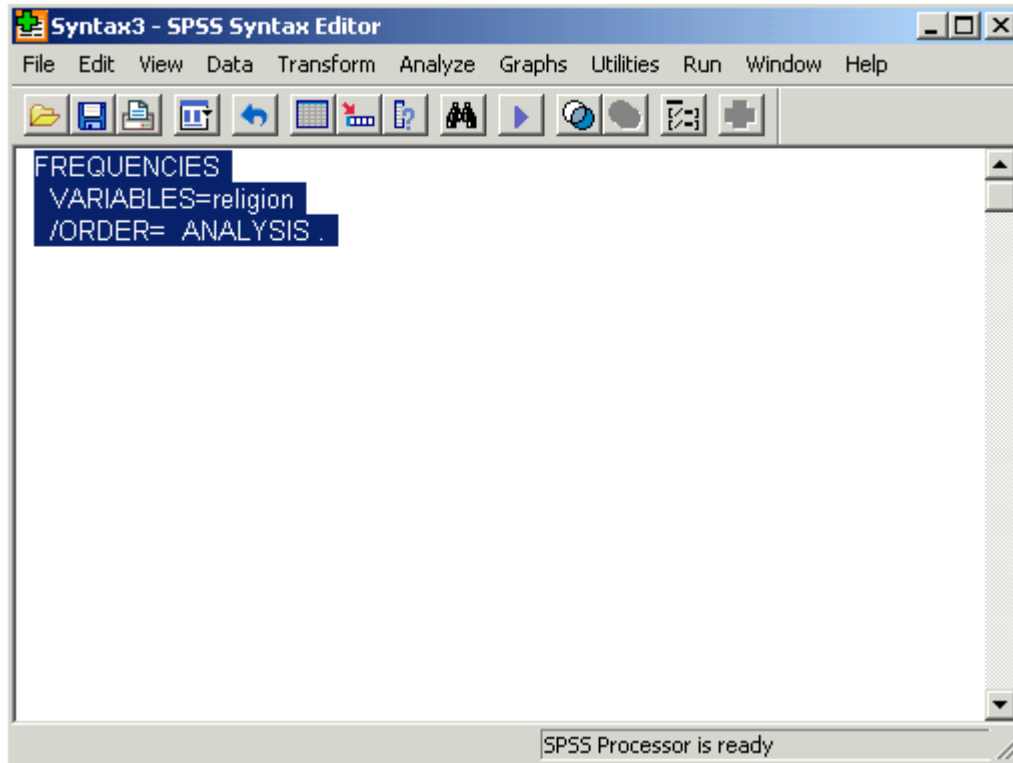 Syntax3 - SPSS Syntax Editor
File Edit View Data Transform Analyze Graphs Utilities Run Window Help
FREQUENCIES
VARIABLES=religion
/ORDER= ANALYSIS .
SPSS Processor is ready